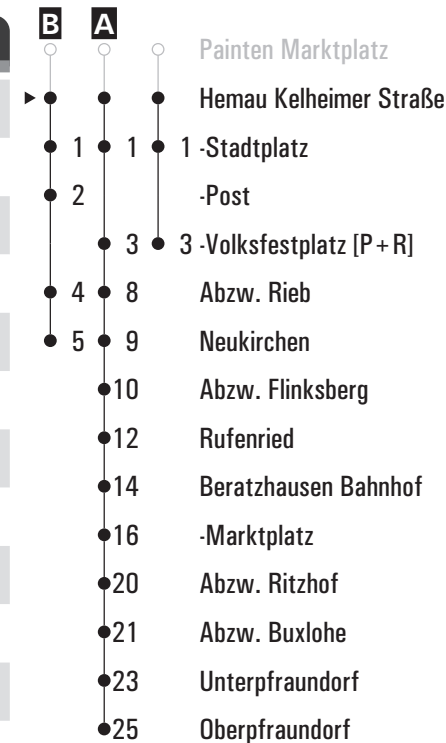 B A
Painten Marktplatz
Hemau Kelheimer Straße
1 1 1 -Stadtplatz
2 -Post
3 3 -Volksfestplatz [P+R]
4 8 Abzw. Rieb
5 9 Neukirchen
10 Abzw. Flinksberg
12 Rufenried
14 Beratzhausen Bahnhof
16 -Marktplatz
20 Abzw. Ritzhof
21 Abzw. Buxlohe
23 Unterpfraundorf
25 Oberpfraundorf